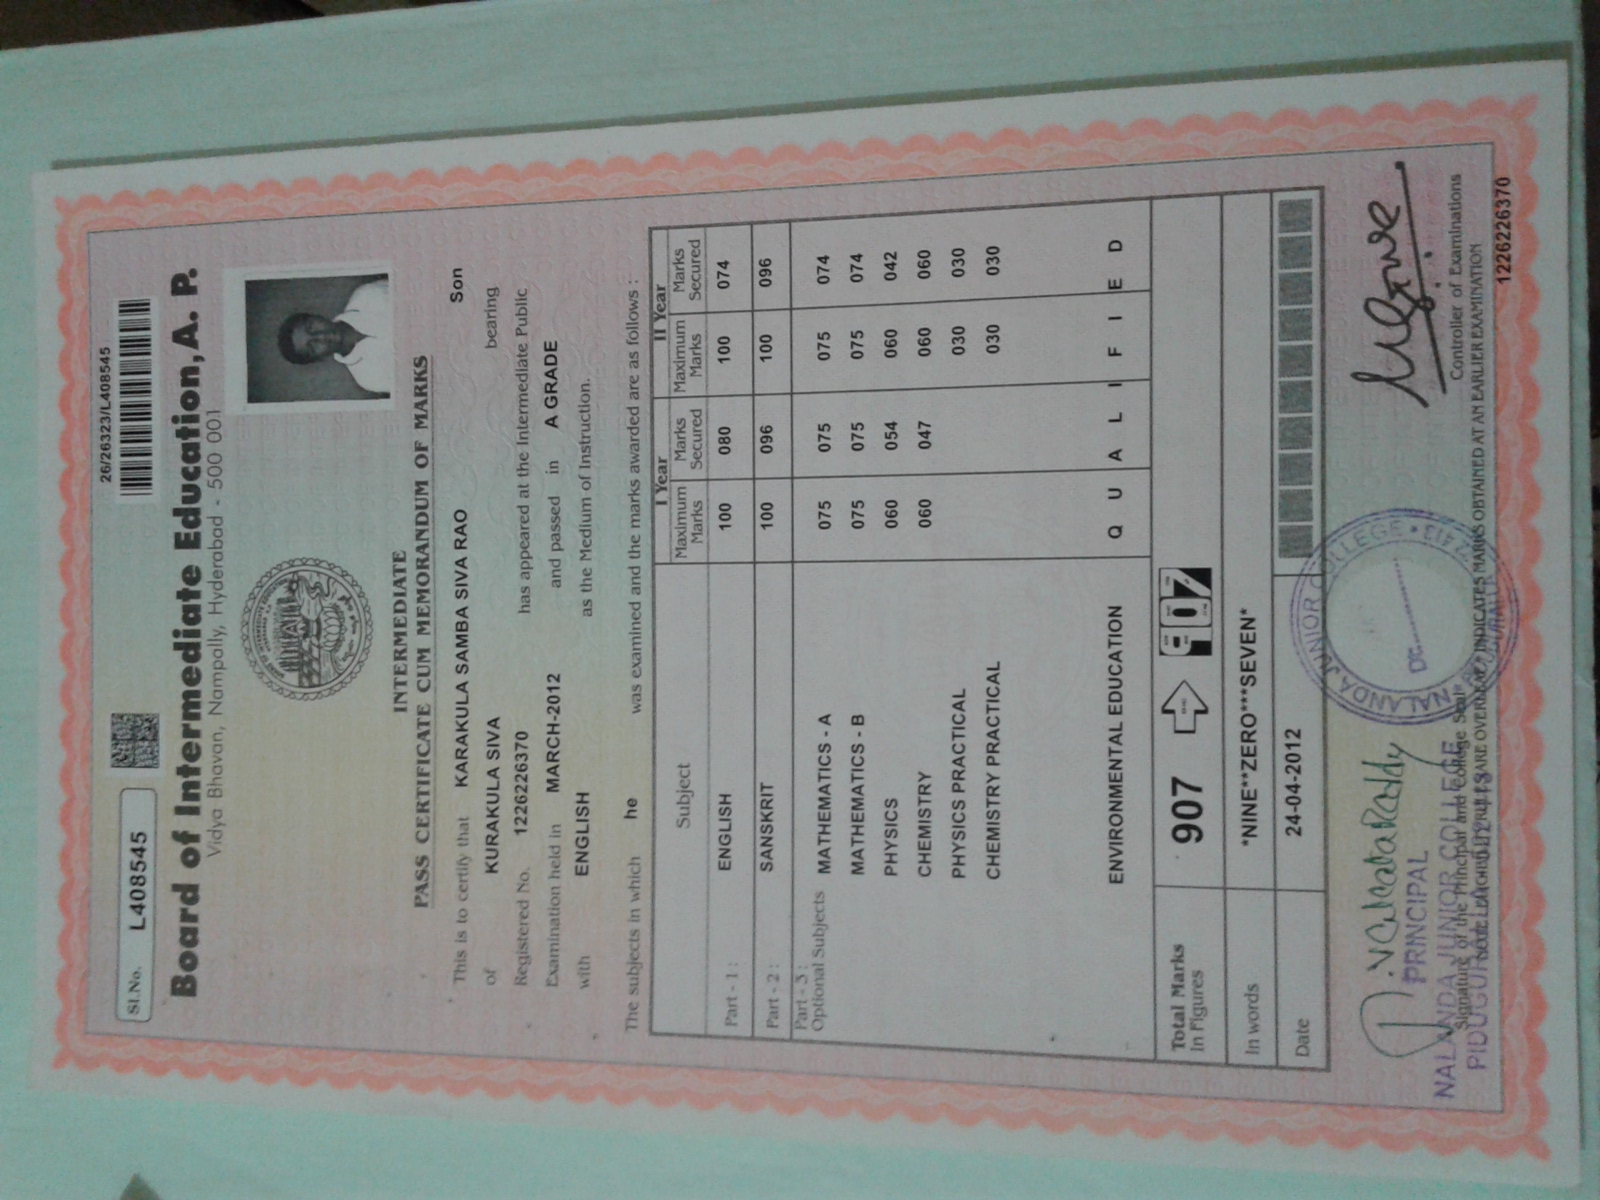 26/26323/L408545
Sl.No. L408545
Board of Intermediate Education, A. P.
Vidya Bhavan, Nampally, Hyderabad - 500 001
BOARD OF INTERMEDIATE EDUCATION
HYDERABAD A.P.
INTERMEDIATE
PASS CERTIFICATE CUM MEMORANDUM OF MARKS
This is to certify that KARAKULA SAMBA SIVA RAO Son
of KURAKULA SIVA bearing
Registered No. 1226226370 has appeared at the Intermediate Public
Examination held in MARCH-2012 and passed in A GRADE
with ENGLISH as the Medium of Instruction.
The subjects in which he was examined and the marks awarded are as follows :
Subject I Year II Year
Maximum Marks Marks Secured Maximum Marks Marks Secured
Part - 1 : ENGLISH 100 080 100 074
Part - 2 : SANSKRIT 100 096 100 096
Part - 3 :
Optional Subjects MATHEMATICS - A 075 075 075 074
MATHEMATICS - B 075 075 075 074
PHYSICS 060 054 060 042
CHEMISTRY 060 047 060 060
PHYSICS PRACTICAL 030 030
CHEMISTRY PRACTICAL 030 030
ENVIRONMENTAL EDUCATION Q U A L I F I E D
Total Marks
In Figures 907 907
In words *NINE**ZERO***SEVEN*
Date 24-04-2012
NALANDA JUNIOR COLLEGE
PRINCIPAL
NALANDA JUNIOR COLLEGE
Signature of the Principal and College Seal
Controller of Examinations
PIDUGURALLA
ARE OVERLEAF * INDICATES MARKS OBTAINED AT AN EARLIER EXAMINATION
1226226370